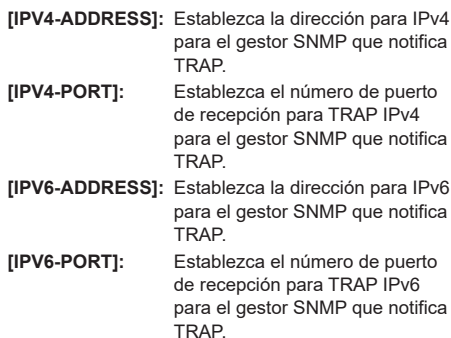 [IPV4-ADDRESS]: Establezca la dirección para IPv4
para el gestor SNMP que notifica
TRAP.
[IPV4-PORT]: Establezca el número de puerto
de recepción para TRAP IPv4
para el gestor SNMP que notifica
TRAP.
[IPV6-ADDRESS]: Establezca la dirección para IPv6
para el gestor SNMP que notifica
TRAP.
[IPV6-PORT]: Establezca el número de puerto
de recepción para TRAP IPv6
para el gestor SNMP que notifica
TRAP.